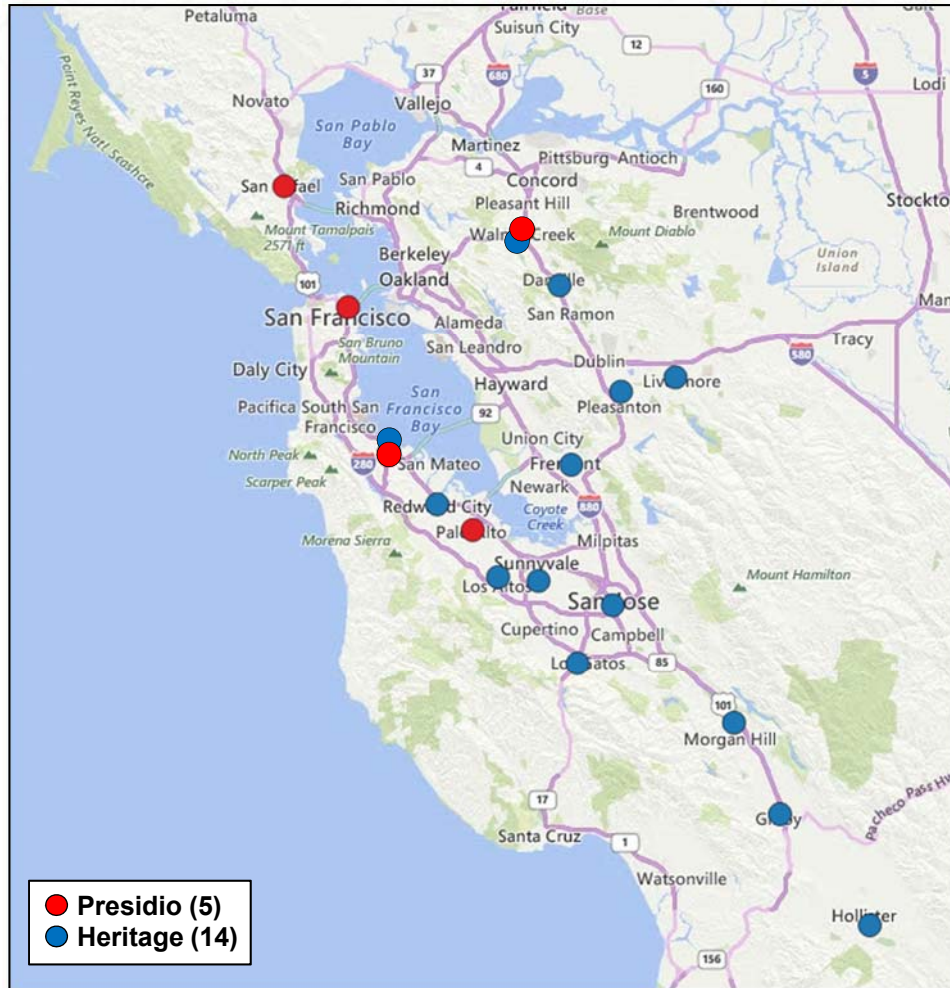 Petaluma
Fairfield
Base
Galt
Suisun City
12
5
Lodi
37
680
160
Novato
Vallejo
Point Reyes Natl Seashore
San Pablo
Bay
Martinez
4
Pittsburg Antioch
Concord
San Rafael
San Pablo
Richmond
Pleasant Hill
Stockto
Brentwood
Mount Tamalpais
2571 ft
Walnut Creek
Mount Diablo
Berkeley
Union
Island
101
Oakland
Danville
Man
San Francisco
Alameda
San Ramon
San Bruno
Mountain
San Leandro
Tracy
580
Daly City
Dublin
San
Francisco
Bay
Hayward
Livermore
Pleasanton
Pacifica South San
Francisco
92
Union City
North Peak
280
San Mateo
Fremont
Scarper Peak
Newark
Redwood City
Coyote
Creek
880
Palo Alto
Morena Sierra
Milpitas
Sunnyvale
Los Altos
Mount Hamilton
San Jose
Cupertino
Campbell
Los Gatos
85
101
Morgan Hill
Pacheco Pass Hw
17
Gilroy
Santa Cruz
1
Watsonville
Hollister
156
Presidio (5)
Heritage (14)